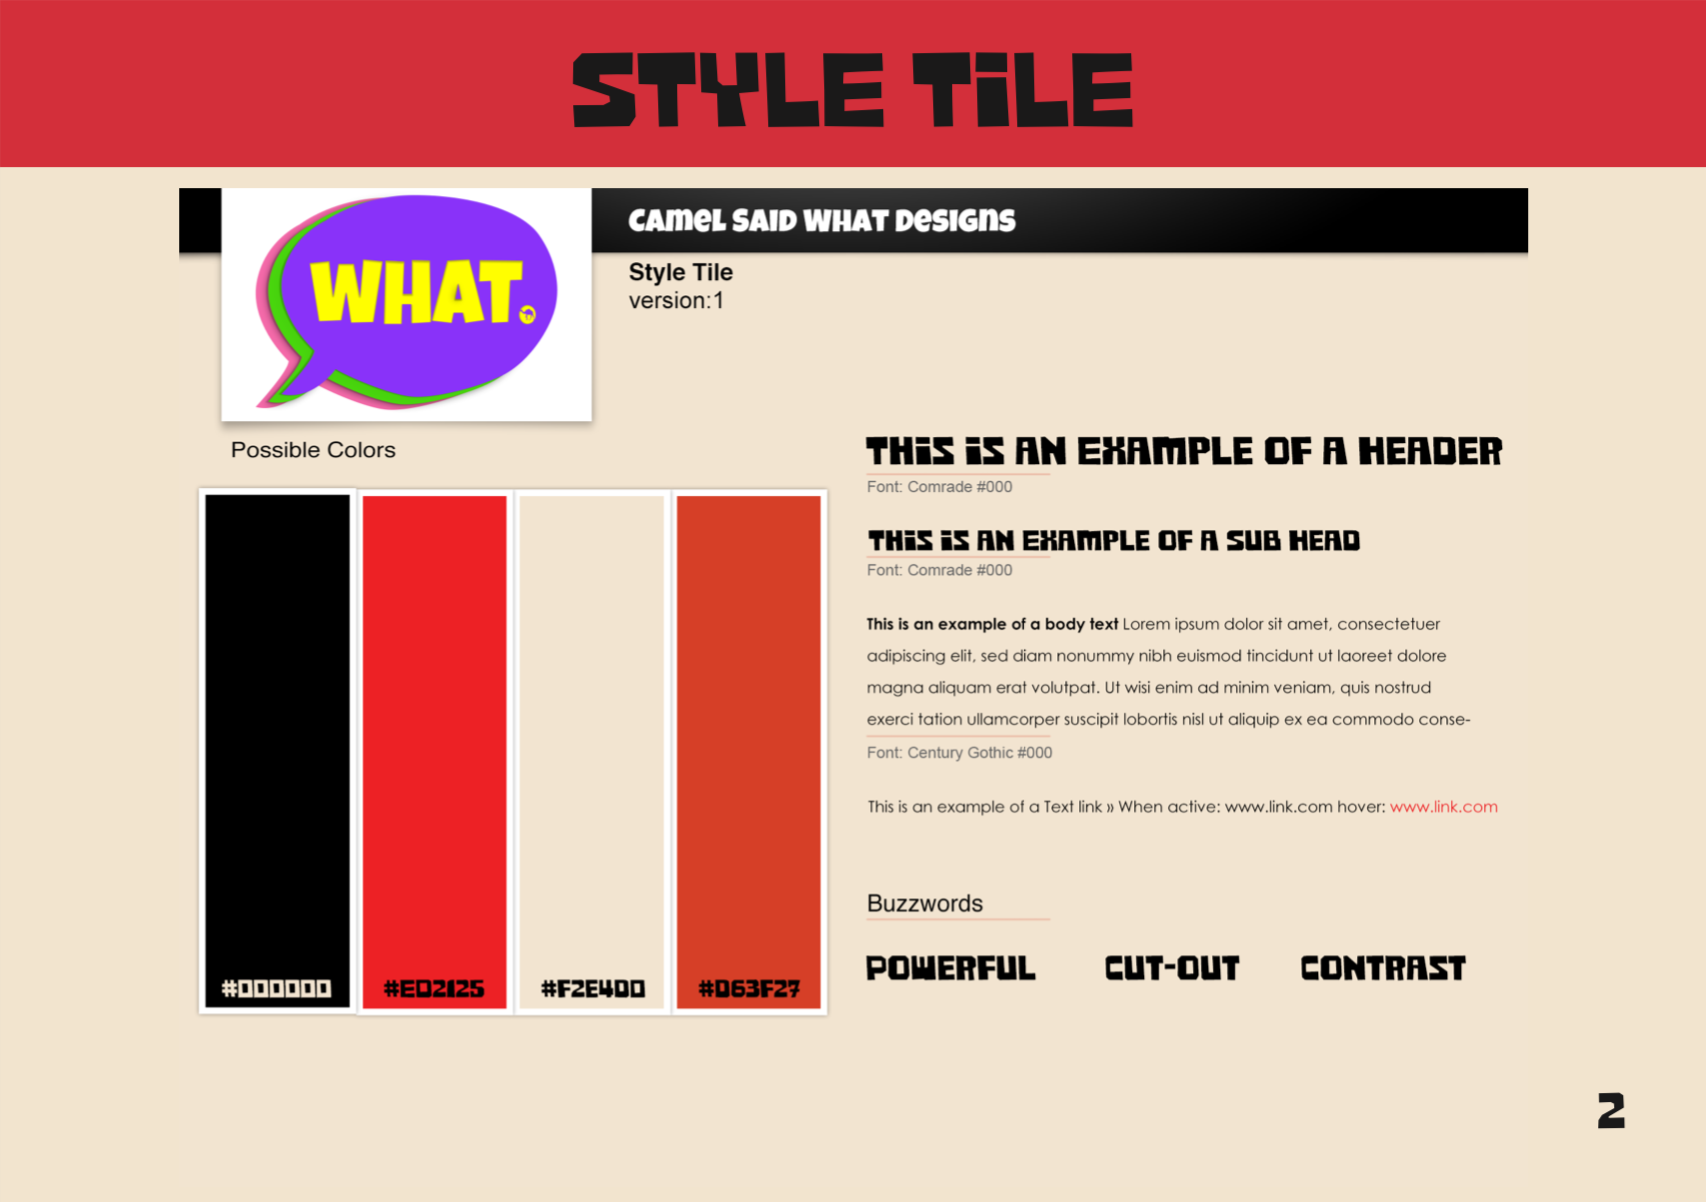 STYLE TiLE
CAMEL SAID WHAT DESIGNS
WHAT.
Style Tile
version:1
Possible Colors
#000000
#ED2125
#F2E4D0
#D63F27
THiS iS AN EXAMPLE OF A HEADER
Font: Comrade #000
THiS iS AN EXAMPLE OF A SUB HEAD
Font: Comrade #000
This is an example of a body text Lorem ipsum dolor sit amet, consectetuer
adipiscing elit, sed diam nonummy nibh euismod tincidunt ut laoreet dolore
magna aliquam erat volutpat. Ut wisi enim ad minim veniam, quis nostrud
exerci tation ullamcorper suscipit lobortis nisl ut aliquip ex ea commodo conse-
Font: Century Gothic #000
This is an example of a Text link » When active: www.link.com hover: www.link.com
Buzzwords
POWERFUL CUT-OUT CONTRAST
2